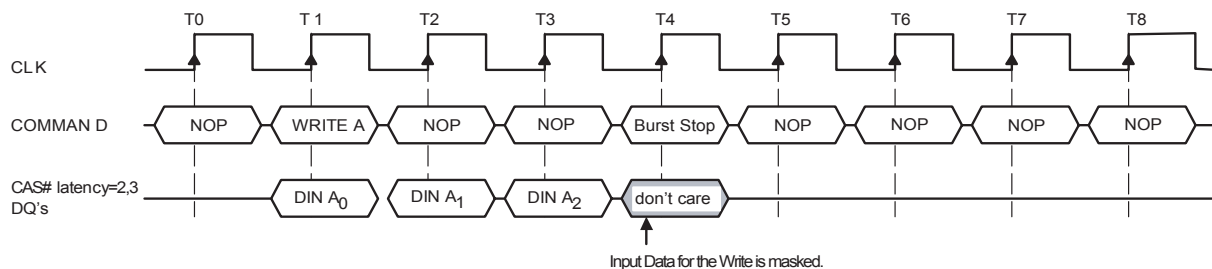 T0 T 1 T2 T3 T4 T5 T6 T7 T8
CLK
COMMAN D NOP WRITE A NOP NOP Burst Stop NOP NOP NOP NOP
CAS# latency=2,3
DQ's DIN A0 DIN A1 DIN A2 don't care
Input Data for the Write is masked.